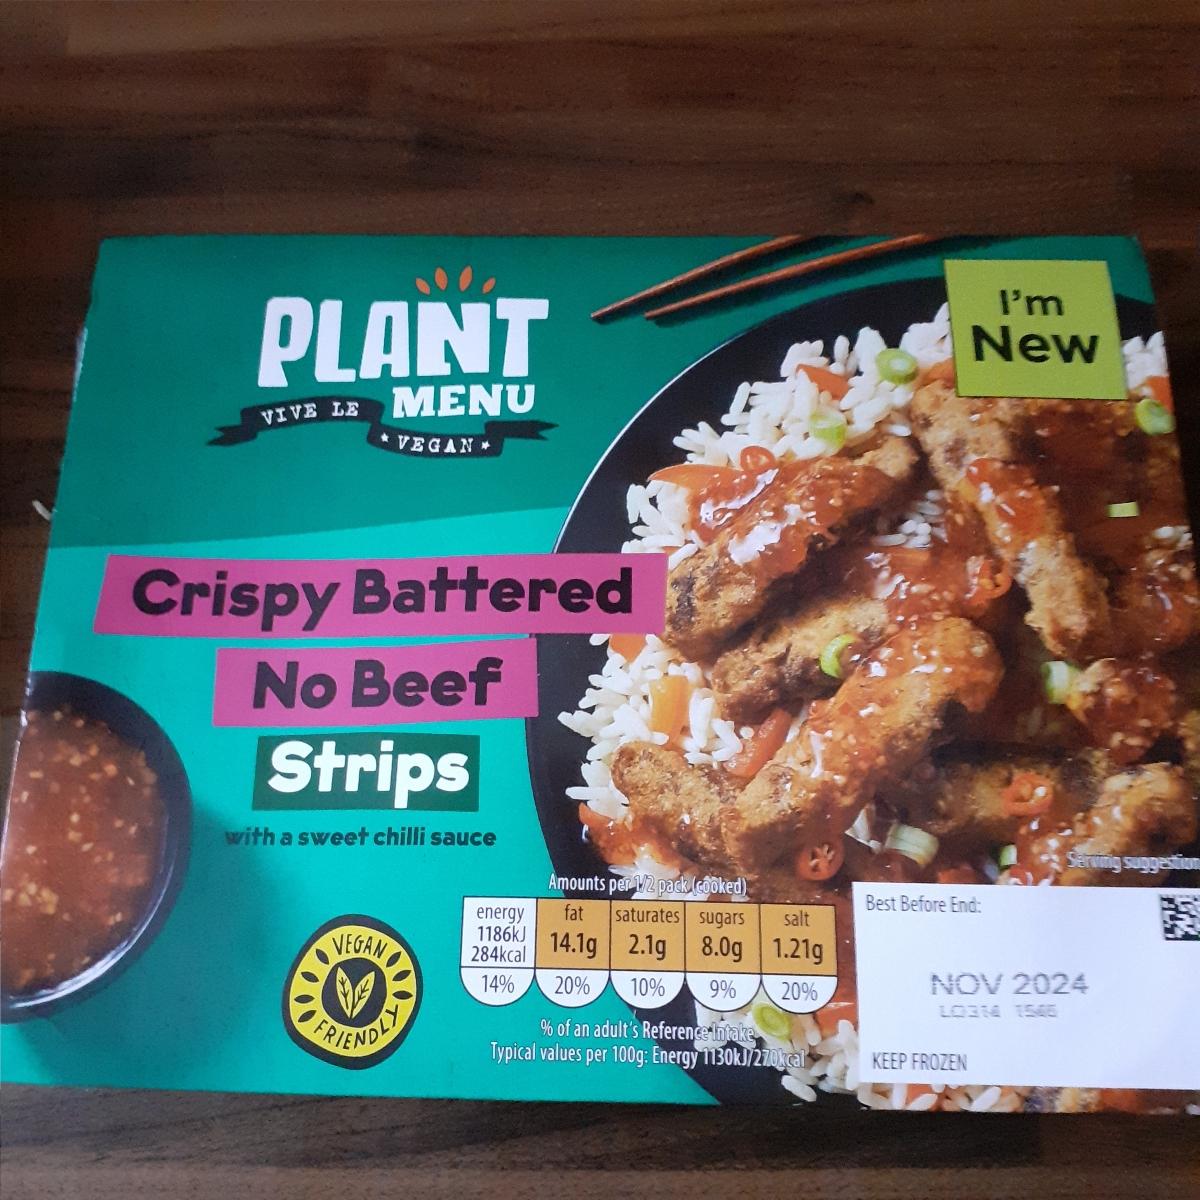 PLANT
MENU
VIVE LE
VEGAN
I'm
New
Crispy Battered
No Beef
Strips
with a sweet chilli sauce
Serving suggestion
Amounts per 1/2 pack (cooked)
energy fat saturates sugars salt
1186kJ
284kcal 14.1g 2.1g 8.0g 1.21g
14% 20% 10% 9% 20%
% of an adult's Reference Intake
Typical values per 100g: Energy 1130kJ/270kcal
VEGAN
FRIENDLY
Best Before End:
NOV 2024
LO314 1545
KEEP FROZEN